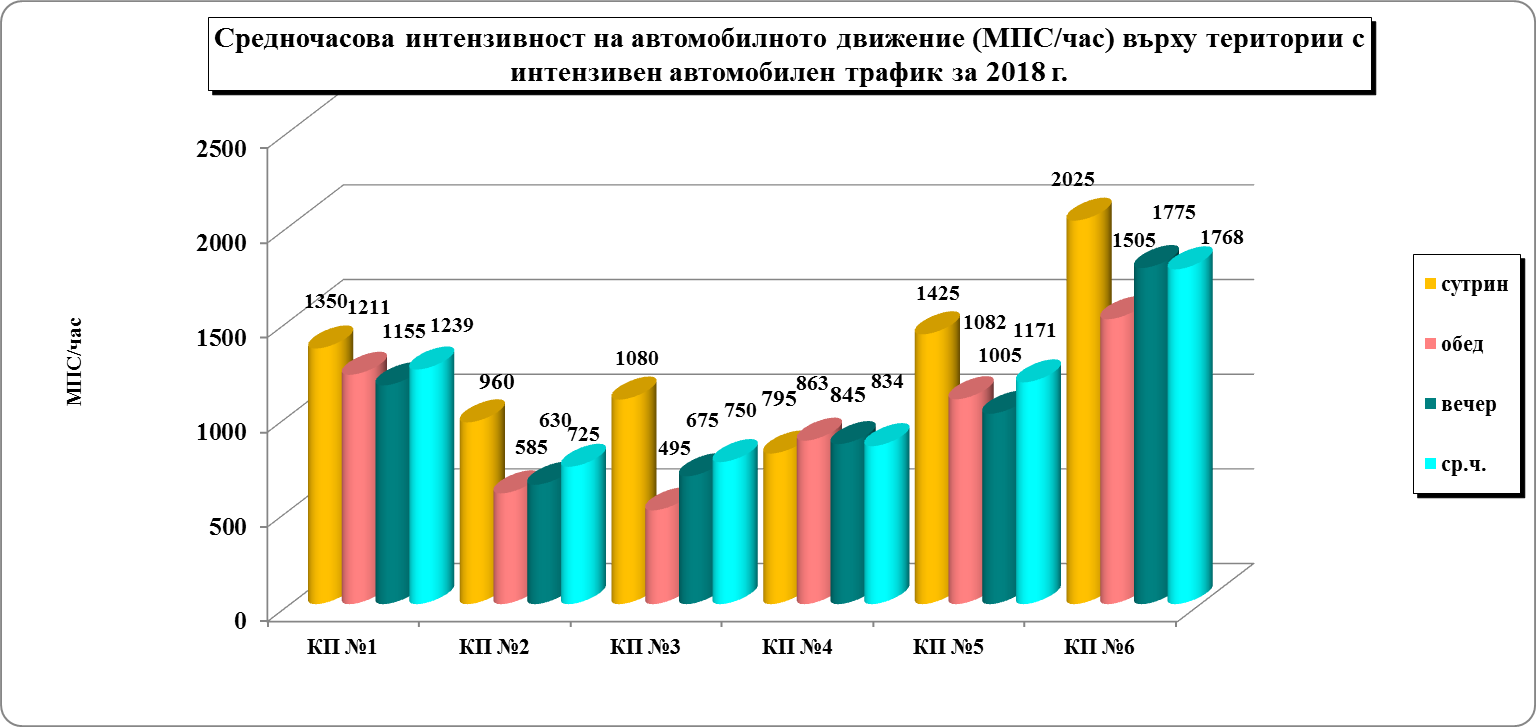 Средночасова интензивност на автомобилното движение (МПС/час) върху територии с
интензивен автомобилен трафик за 2018 г.
МПС/час
2500
2000
1500
1000
500
0
1350
1211
1155
1239
960
585
630
725
1080
495
675
750
795
863
845
834
1425
1082
1005
1171
2025
1505
1775
1768
КП №1
КП №2
КП №3
КП №4
КП №5
КП №6
сутрин
обед
вечер
ср.ч.